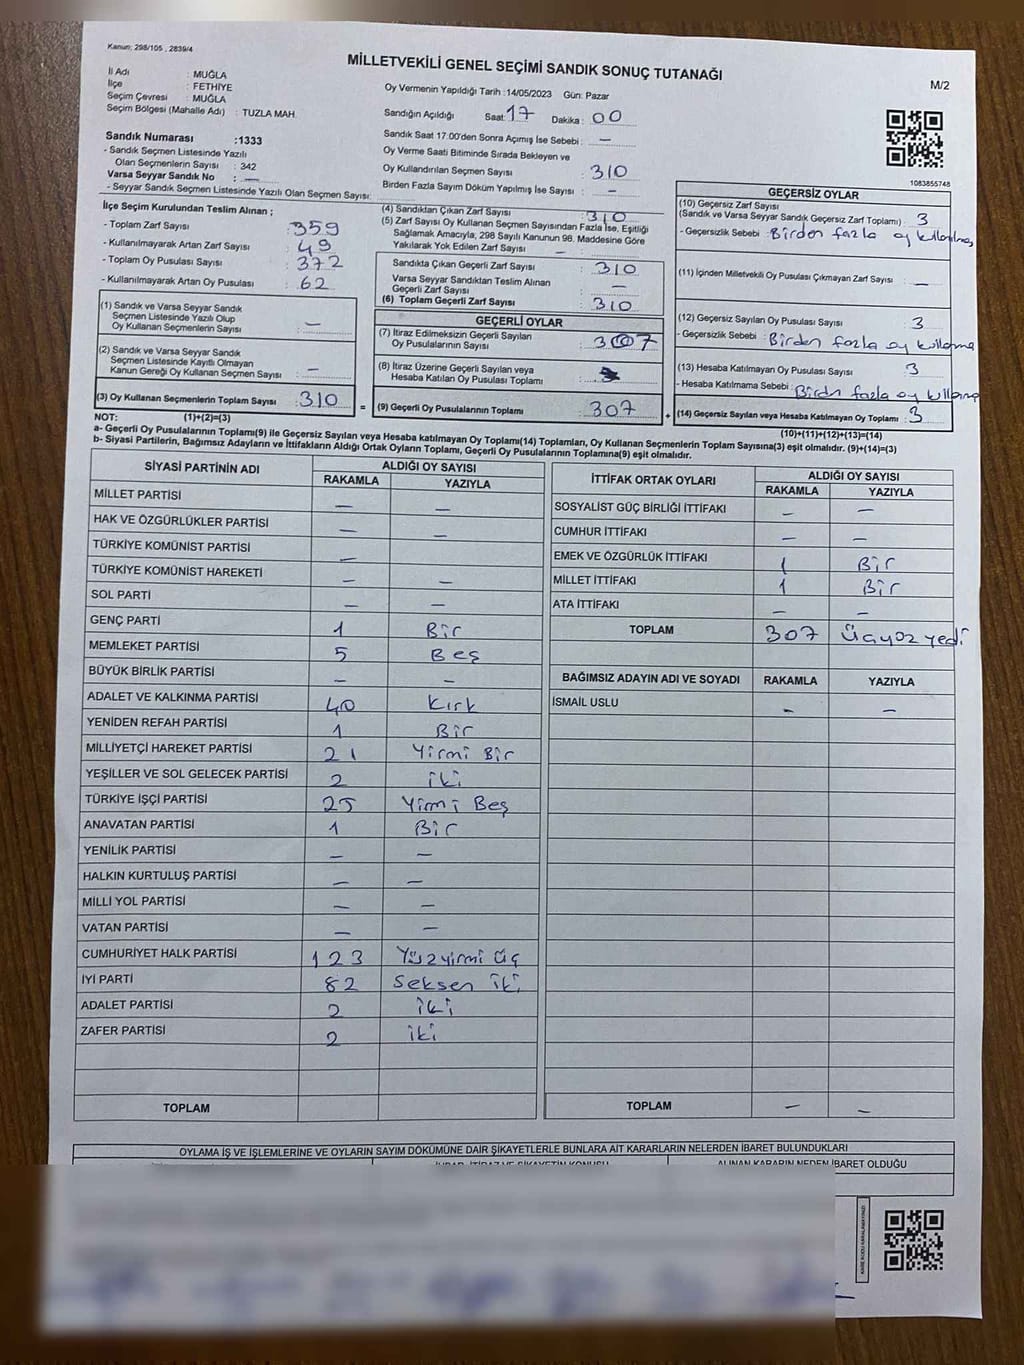 Kanun; 298/105 , 2839/4
MİLLETVEKİLİ GENEL SEÇİMİ SANDIK SONUÇ TUTANAĞI
M/2
İl Adı : MUĞLA
İlçe : FETHİYE
Seçim Çevresi : MUĞLA
Seçim Bölgesi (Mahalle Adı) : TUZLA MAH.
Oy Vermenin Yapıldığı Tarih :14/05/2023 Gün: Pazar
Sandığın Açıldığı Saat: 17 Dakika : 00
Sandık Saat 17:00'den Sonra Açılmış İse Sebebi : —
Oy Verme Saati Bitiminde Sırada Bekleyen ve
Oy Kullandırılan Seçmen Sayısı : 310
Birden Fazla Sayım Döküm Yapılmış İse Sayısı : —
Sandık Numarası :1333
- Sandık Seçmen Listesinde Yazılı
Olan Seçmenlerin Sayısı : 342
Varsa Seyyar Sandık No : —
- Seyyar Sandık Seçmen Listesinde Yazılı Olan Seçmen Sayısı:
1083855748
İlçe Seçim Kurulundan Teslim Alınan ;
- Toplam Zarf Sayısı : 359
- Kullanılmayarak Artan Zarf Sayısı : 49
- Toplam Oy Pusulası Sayısı : 372
- Kullanılmayarak Artan Oy Pusulası : 62
(1) Sandık ve Varsa Seyyar Sandık
Seçmen Listesinde Yazılı Olup
Oy Kullanan Seçmenlerin Sayısı : —
(2) Sandık ve Varsa Seyyar Sandık
Seçmen Listesinde Kayıtlı Olmayan
Kanun Gereği Oy Kullanan Seçmen Sayısı : —
(3) Oy Kullanan Seçmenlerin Toplam Sayısı : 310
(4) Sandıktan Çıkan Zarf Sayısı : 310
(5) Zarf Sayısı Oy Kullanan Seçmen Sayısından Fazla İse, Eşitliği
Sağlamak Amacıyla, 298 Sayılı Kanunun 98. Maddesine Göre
Yakılarak Yok Edilen Zarf Sayısı : —
Sandıkta Çıkan Geçerli Zarf Sayısı : 310
Varsa Seyyar Sandıktan Teslim Alınan
Geçerli Zarf Sayısı : —
(6) Toplam Geçerli Zarf Sayısı : 310
GEÇERLİ OYLAR
(7) İtiraz Edilmeksizin Geçerli Sayılan
Oy Pusulalarının Sayısı : 307
(8) İtiraz Üzerine Geçerli Sayılan veya
Hesaba Katılan Oy Pusulası Toplamı :
= (9) Geçerli Oy Pusulalarının Toplamı : 307
GEÇERSİZ OYLAR
(10) Geçersiz Zarf Sayısı
(Sandık ve Varsa Seyyar Sandık Geçersiz Zarf Toplamı) : 3
- Geçersizlik Sebebi : Birden fazla oy kullanılmış
(11) İçinden Milletvekili Oy Pusulası Çıkmayan Zarf Sayısı : —
(12) Geçersiz Sayılan Oy Pusulası Sayısı : 3
- Geçersizlik Sebebi : Birden fazla oy kullanma
(13) Hesaba Katılmayan Oy Pusulası Sayısı : 3
- Hesaba Katılmama Sebebi : Birdn fazla oy kullanma
+ (14) Geçersiz Sayılan veya Hesaba Katılmayan Oy Toplamı : 3
NOT: (1)+(2)=(3)
(10)+(11)+(12)+(13)=(14)
a- Geçerli Oy Pusulalarının Toplamı(9) ile Geçersiz Sayılan veya Hesaba katılmayan Oy Toplamı(14) Toplamları, Oy Kullanan Seçmenlerin Toplam Sayısına(3) eşit olmalıdır. (9)+(14)=(3)
b- Siyasi Partilerin, Bağımsız Adayların ve İttifakların Aldığı Ortak Oyların Toplamı, Geçerli Oy Pusulalarının Toplamına(9) eşit olmalıdır.
SİYASİ PARTİNİN ADI ALDIĞI OY SAYISI
RAKAMLA YAZIYLA
MİLLET PARTİSİ — —
HAK VE ÖZGÜRLÜKLER PARTİSİ — —
TÜRKİYE KOMÜNİST PARTİSİ —
TÜRKİYE KOMÜNİST HAREKETİ — —
SOL PARTİ — —
GENÇ PARTİ 1 Bir
MEMLEKET PARTİSİ 5 Beş
BÜYÜK BİRLİK PARTİSİ — —
ADALET VE KALKINMA PARTİSİ 40 Kırk
YENİDEN REFAH PARTİSİ 1 Bir
MİLLİYETÇİ HAREKET PARTİSİ 21 Yirmi Bir
YEŞİLLER VE SOL GELECEK PARTİSİ 2 iki
TÜRKİYE İŞÇİ PARTİSİ 25 Yirmi Beş
ANAVATAN PARTİSİ 1 Bir
YENİLİK PARTİSİ — —
HALKIN KURTULUŞ PARTİSİ — —
MİLLİ YOL PARTİSİ — —
VATAN PARTİSİ — —
CUMHURİYET HALK PARTİSİ 123 Yüzyirmi üç
İYİ PARTİ 82 Seksen iki
ADALET PARTİSİ 2 iki
ZAFER PARTİSİ 2 iki
TOPLAM
İTTİFAK ORTAK OYLARI ALDIĞI OY SAYISI
RAKAMLA YAZIYLA
SOSYALİST GÜÇ BİRLİĞİ İTTİFAKI — —
CUMHUR İTTİFAKI — —
EMEK VE ÖZGÜRLÜK İTTİFAKI 1 Bir
MİLLET İTTİFAKI 1 Bir
ATA İTTİFAKI — —
TOPLAM 307 Üçyüz yedi
BAĞIMSIZ ADAYIN ADI VE SOYADI RAKAMLA YAZIYLA
İSMAİL USLU — —
TOPLAM — —
OYLAMA İŞ VE İŞLEMLERİNE VE OYLARIN SAYIM DÖKÜMÜNE DAİR ŞİKAYETLERLE BUNLARA AİT KARARLARIN NELERDEN İBARET BULUNDUKLARI
İHBAR, İTİRAZ VE ŞİKAYETİN KONUSU ALINAN KARARIN NEDEN İBARET OLDUĞU